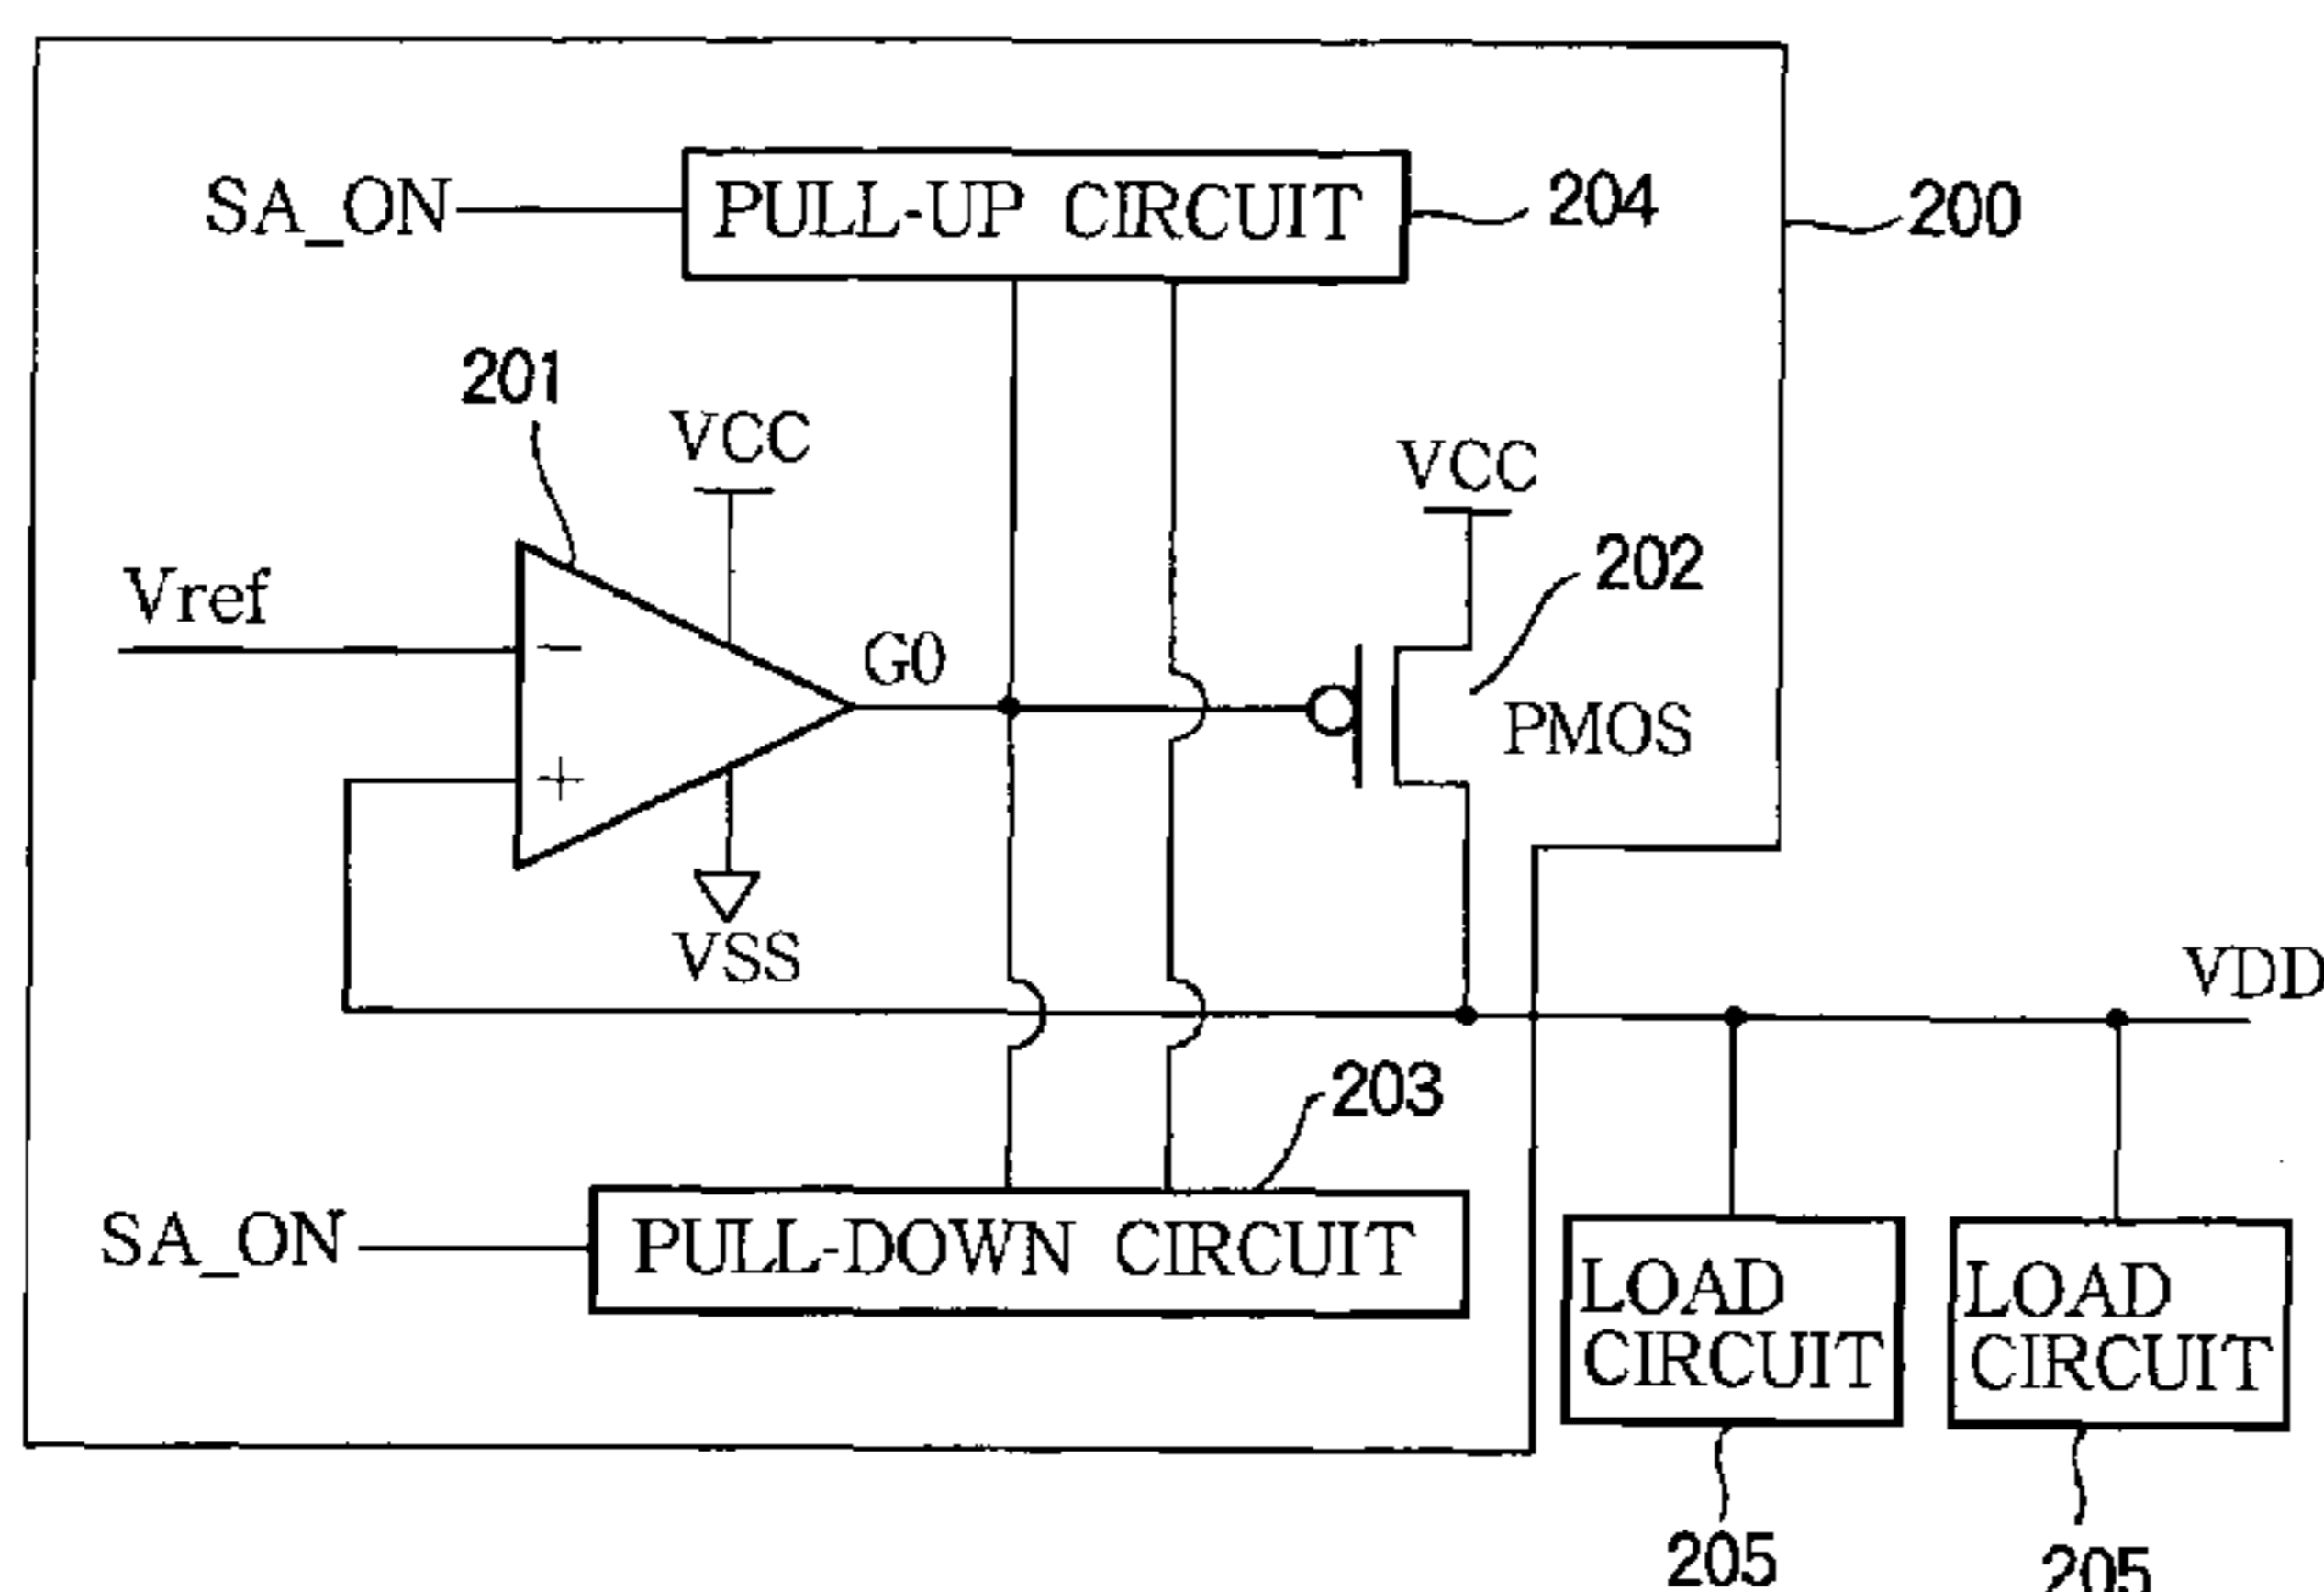 SA_ON
PULL-UP CIRCUIT
204
200
201
VCC
VCC
202
Vref
−
G0
PMOS
+
VSS
VDD
203
SA_ON
PULL-DOWN CIRCUIT
LOAD
CIRCUIT
LOAD
CIRCUIT
205
205